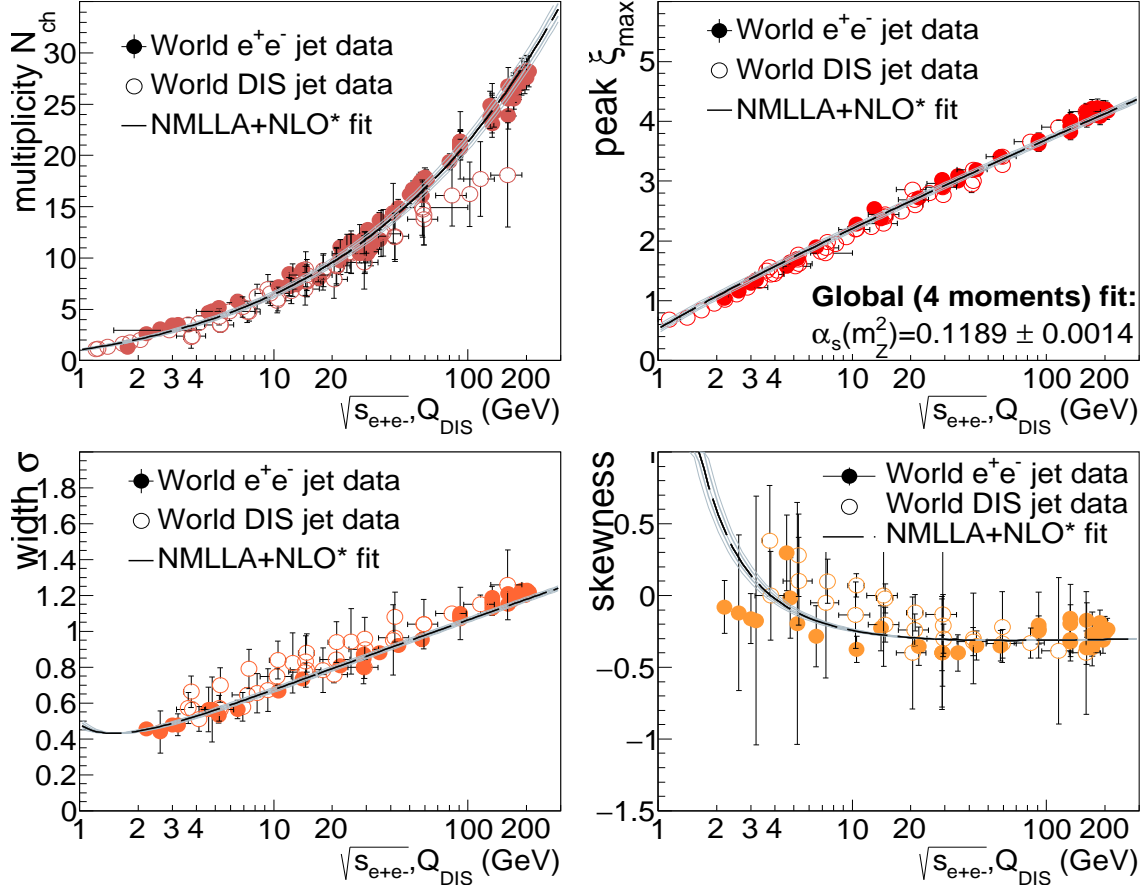 multiplicity N_ch
35
30
25
20
15
10
5
0
World e⁺e⁻ jet data
World DIS jet data
NMLLA+NLO* fit
1 2 3 4 10 20 100 200
√s_e+e-, Q_DIS (GeV)
peak ξ_max
5
4
3
2
1
0
World e⁺e⁻ jet data
World DIS jet data
NMLLA+NLO* fit
Global (4 moments) fit:
α_s(m²_Z)=0.1189 ± 0.0014
1 2 3 4 10 20 100 200
√s_e+e-, Q_DIS (GeV)
width σ
1.8
1.6
1.4
1.2
1
0.8
0.6
0.4
0.2
0
World e⁺e⁻ jet data
World DIS jet data
NMLLA+NLO* fit
1 2 3 4 10 20 100 200
√s_e+e-, Q_DIS (GeV)
skewness
1
0.5
0
−0.5
−1
-1.5
World e⁺e⁻ jet data
World DIS jet data
NMLLA+NLO* fit
1 2 3 4 10 20 100 200
√s_e+e-, Q_DIS (GeV)